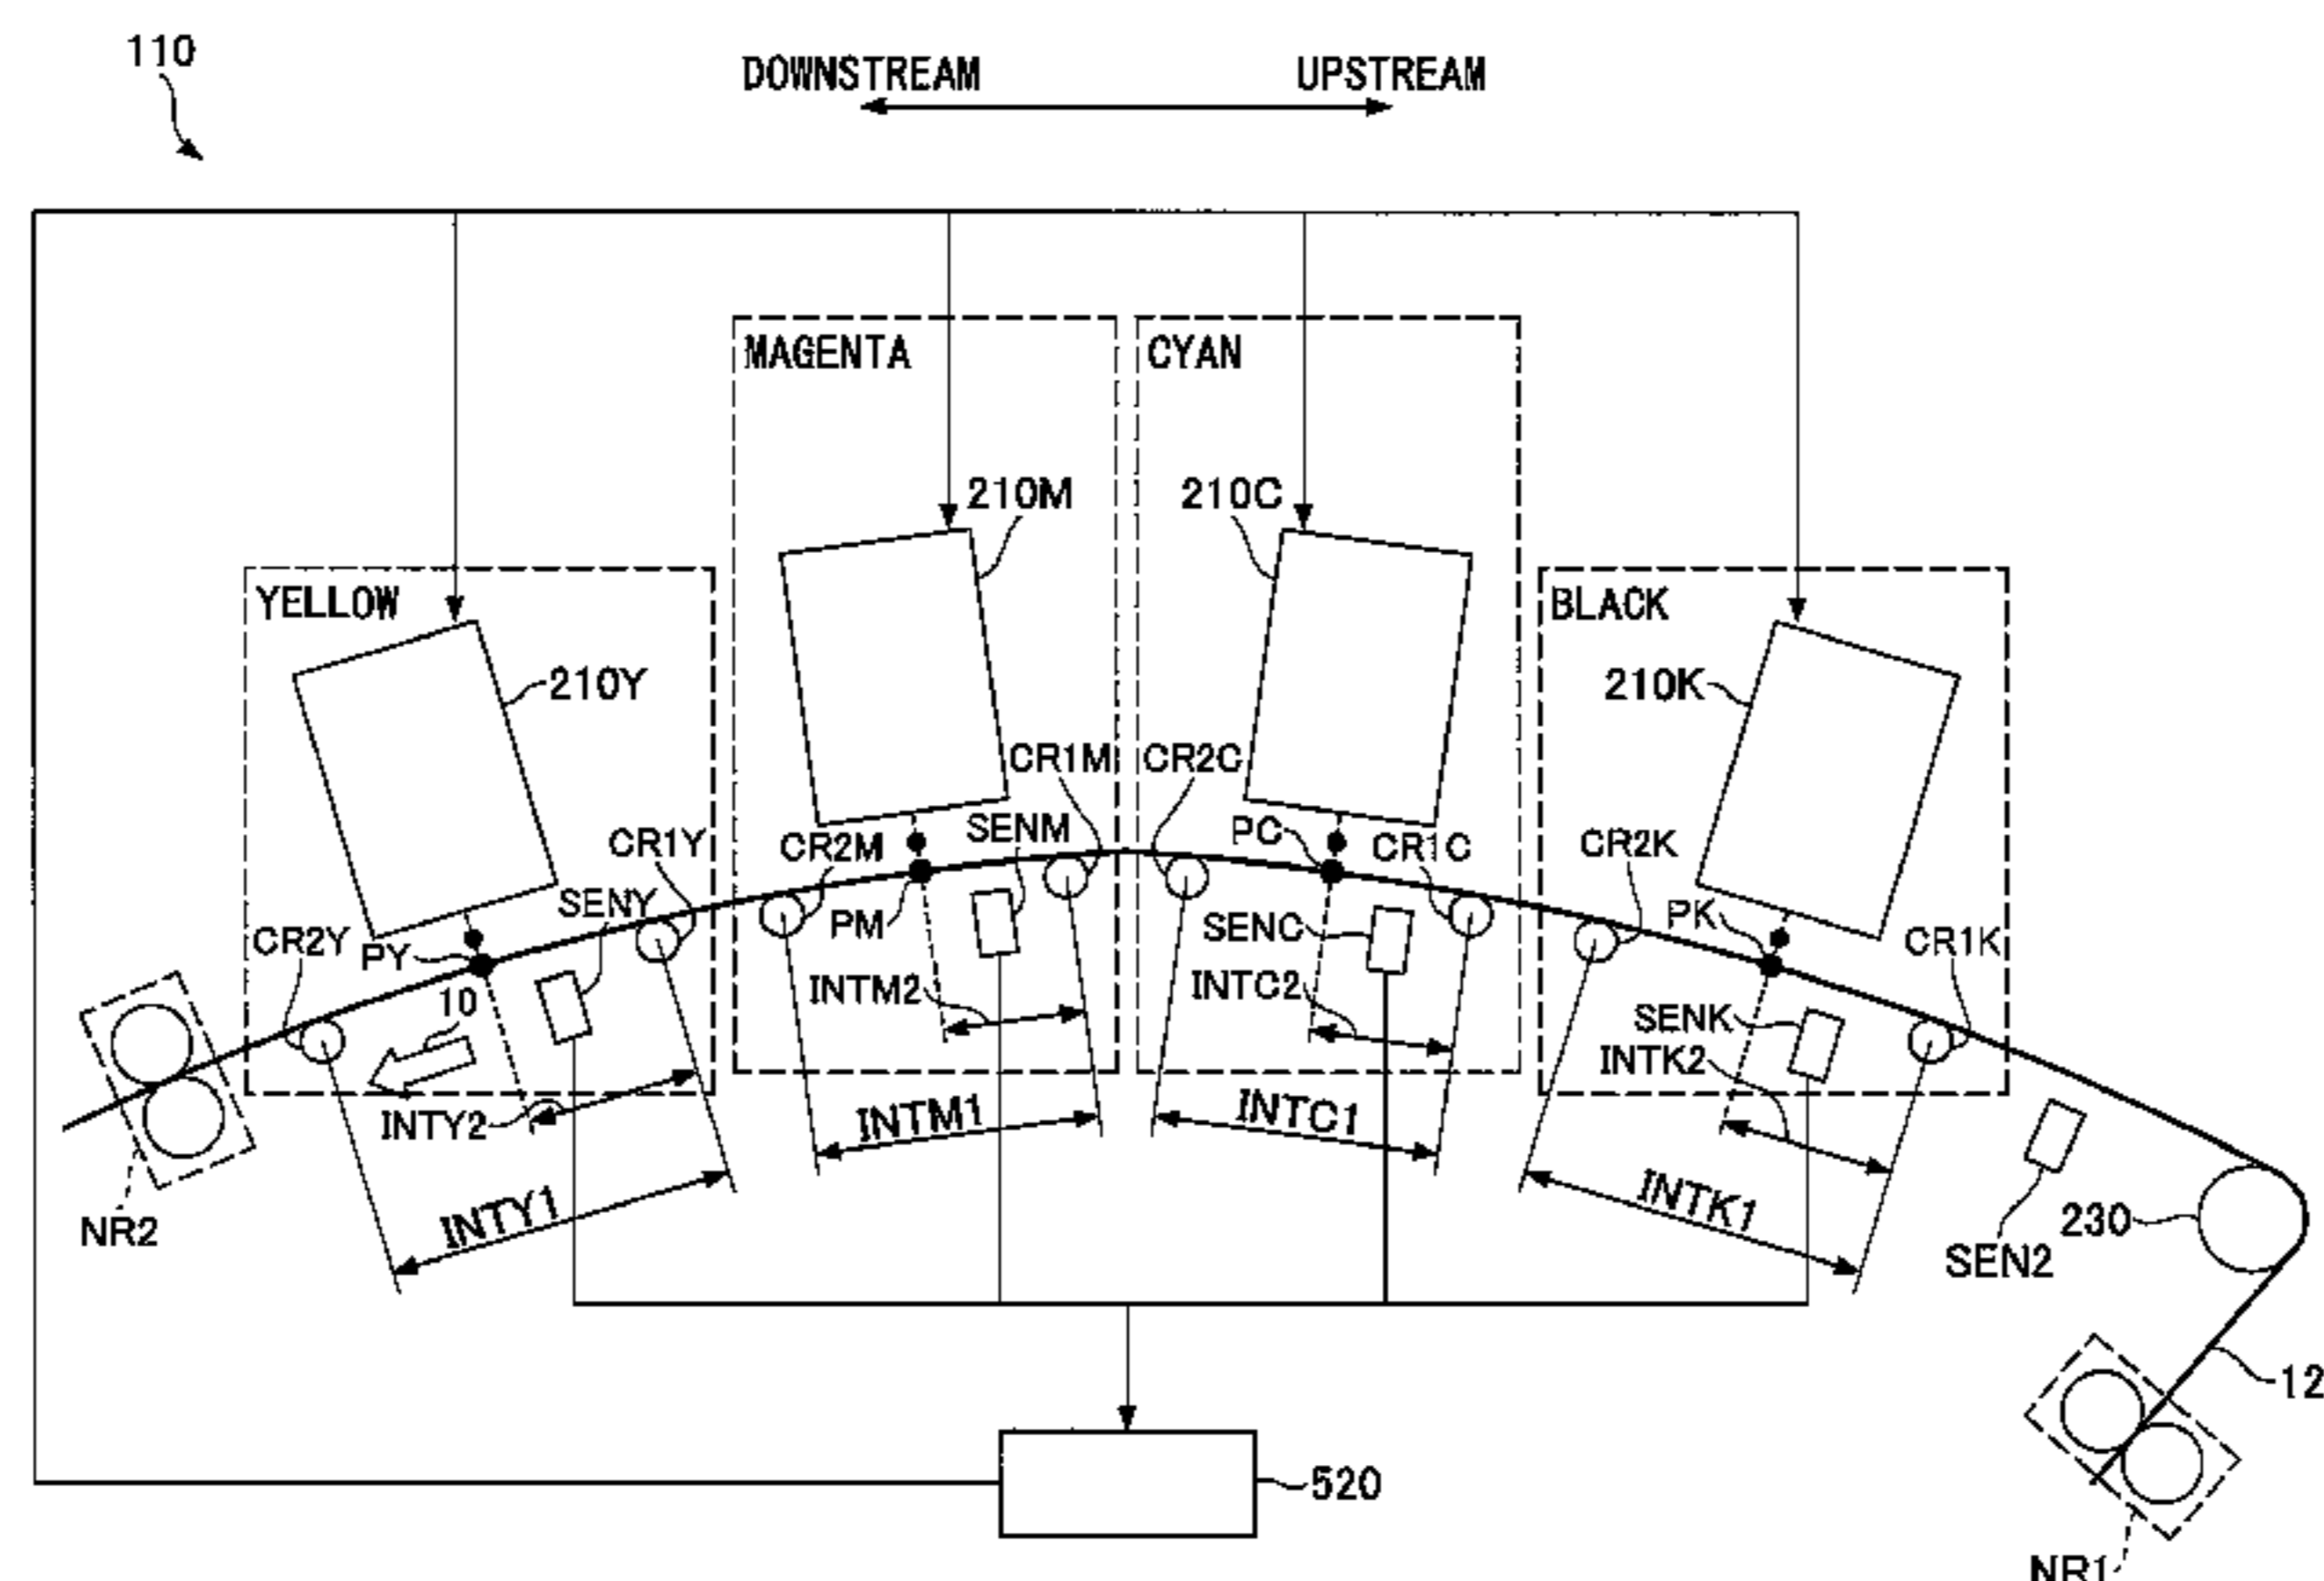 110
DOWNSTREAM UPSTREAM
MAGENTA CYAN
210M 210C
YELLOW BLACK
210Y 210K
CR1M CR2C
CR2Y PY SENY CR1Y CR2M SENM PC CR1C CR2K
PM SENC PK CR1K
10 INTM2 INTC2 SENK
INTY2 INTM1 INTC1 INTK2
NR2 INTY1 INTK1 230
SEN2
12
520
NR1